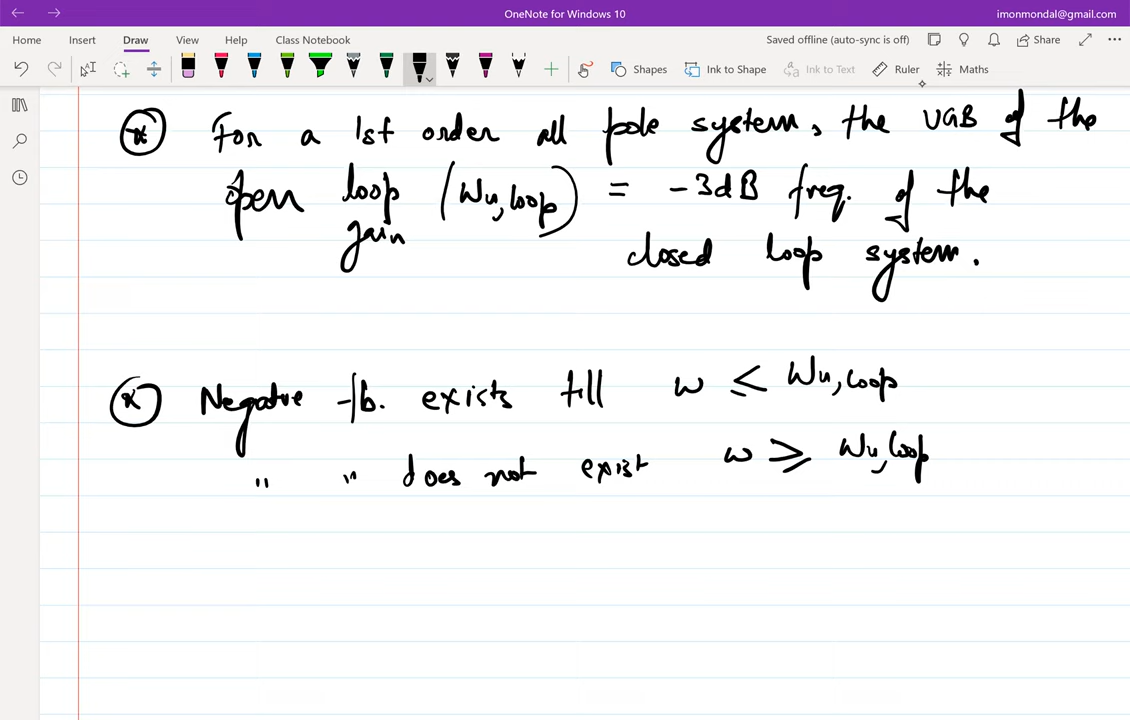 OneNote for Windows 10
imonmondal@gmail.com
Home Insert Draw View Help Class Notebook
Saved offline (auto-sync is off) Share
Shapes Ink to Shape Ink to Text Ruler Maths
For a 1st order all pole system, the UGB of the
open loop (Wu,loop) = -3dB freq. of the
gain closed loop system.
Negative fb. exists till w ≤ Wu,loop
" " does not exist w ≥ Wu,loop